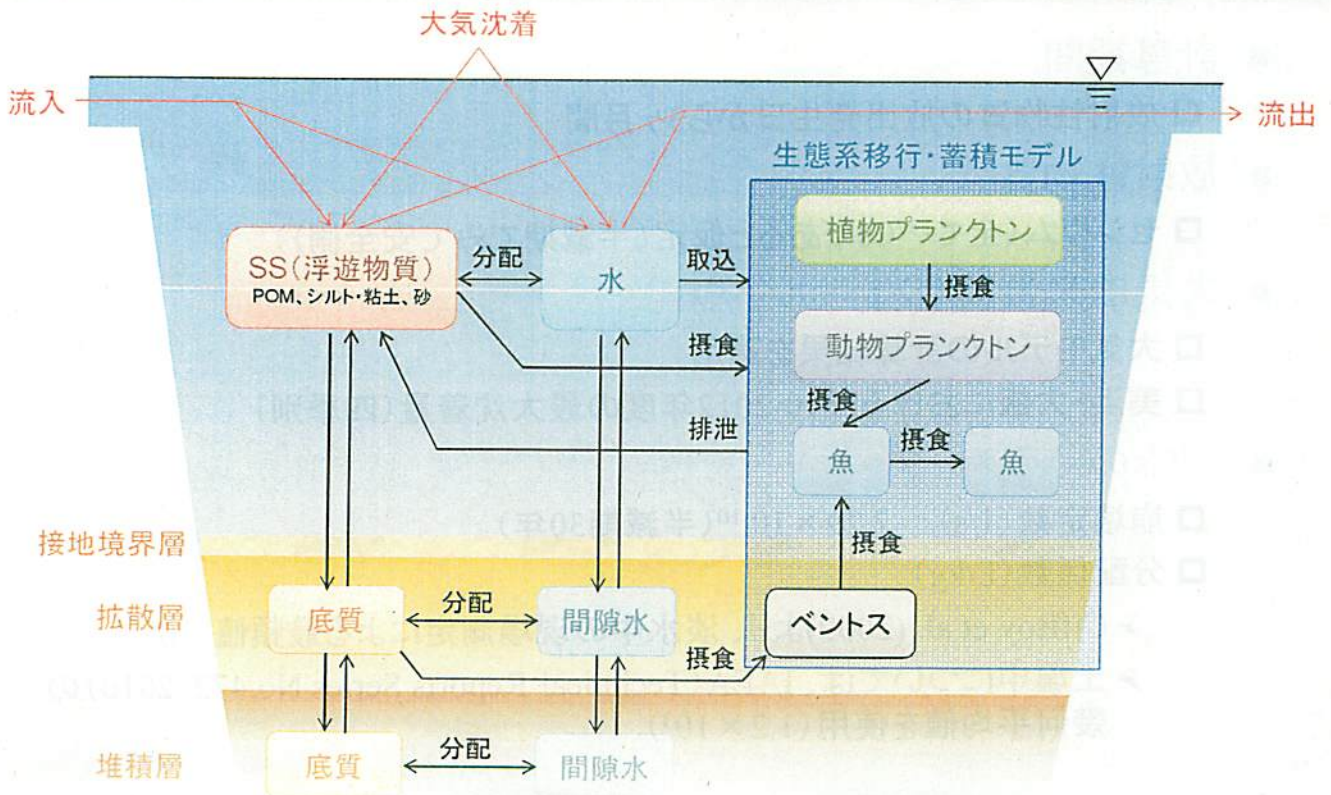 大気沈着
流入
流出
生態系移行・蓄積モデル
植物プランクトン
SS(浮遊物質)
POM、シルト・粘土、砂
分配
水
取込
摂食
動物プランクトン
摂食
摂食
排泄
魚
摂食
魚
接地境界層
摂食
拡散層
底質
分配
間隙水
ベントス
摂食
堆積層
底質
分配
間隙水